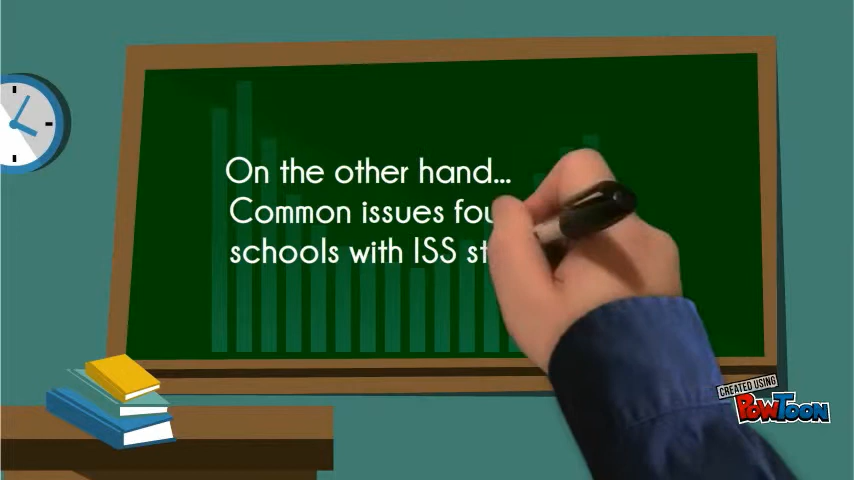 On the other hand...
Common issues
schools with ISS
CREATED USING
POWTOON